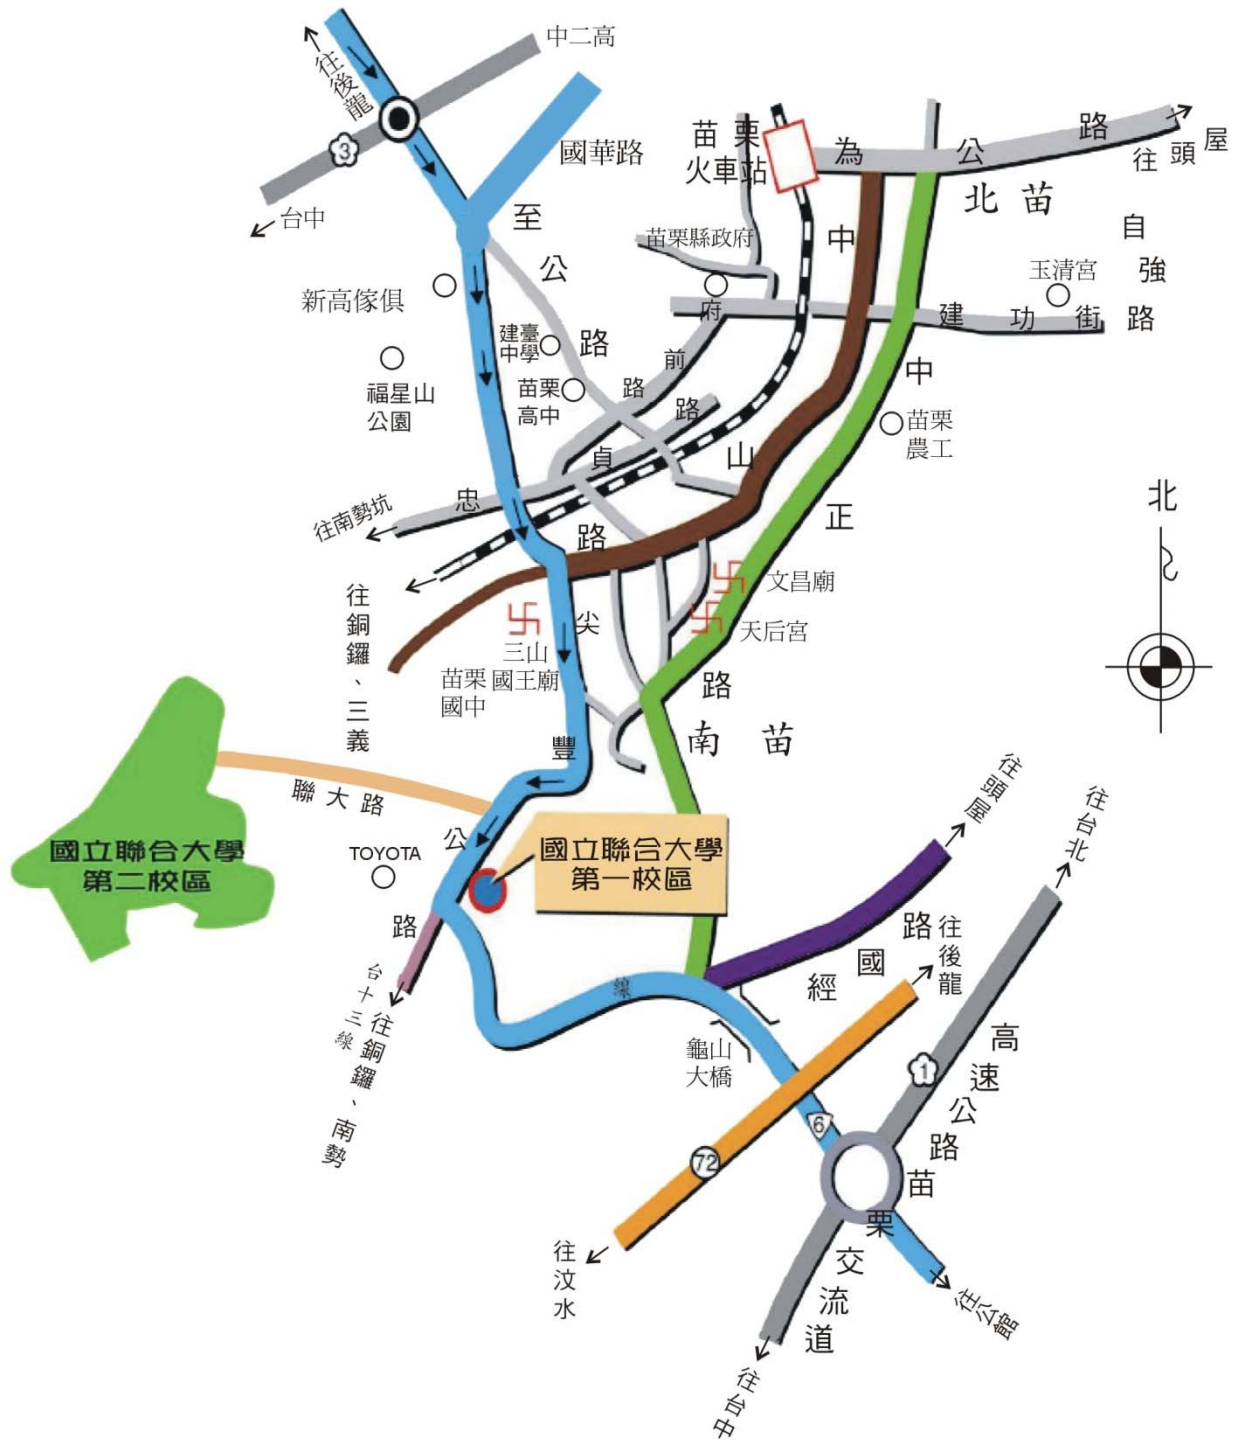 中二高
往後龍
3
國華路
台中
苗栗
火車站
為公路
往頭屋
北苗
自強路
至公路
中山路
苗栗縣政府
玉清宮
新高傢俱
府前路
建功街
建臺
中學
福星山
公園
苗栗
高中
中正路
苗栗
農工
忠貞路
往南勢坑
北
文昌廟
天后宮
往銅鑼、三義
尖豐公路
三山
國王廟
苗栗
國中
南苗
聯大路
國立聯合大學
第二校區
TOYOTA
國立聯合大學
第一校區
往頭屋
往台北
經國路
往後龍
台十三線
往銅鑼、南勢
龜山
大橋
高速公路
1
6
72
苗栗交流道
往汶水
往公館
往台中